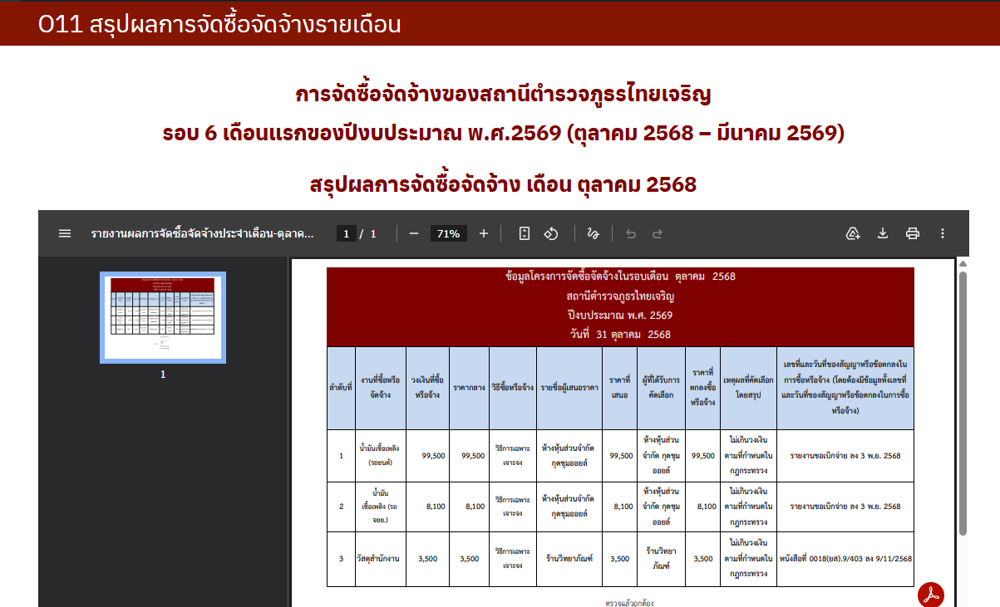 O11 สรุปผลการจัดซื้อจัดจ้างรายเดือน
การจัดซื้อจัดจ้างของสถานีตำรวจภูธรไทยเจริญ
รอบ 6 เดือนแรกของปีงบประมาณ พ.ศ.2569 (ตุลาคม 2568 – มีนาคม 2569)
สรุปผลการจัดซื้อจัดจ้าง เดือน ตุลาคม 2568
รายงานผลการจัดซื้อจัดจ้างประจำเดือน-ตุลาค... 1 / 1 71%
1
ข้อมูลโครงการจัดซื้อจัดจ้างในรอบเดือน ตุลาคม 2568
สถานีตำรวจภูธรไทยเจริญ
ปีงบประมาณ พ.ศ. 2569
วันที่ 31 ตุลาคม 2568
ลำดับที่ งานที่ซื้อหรือจัดจ้าง วงเงินที่ซื้อหรือจ้าง ราคากลาง วิธีซื้อหรือจ้าง รายชื่อผู้เสนอราคา ราคาที่เสนอ ผู้ที่ได้รับการคัดเลือก ราคาที่ตกลงซื้อหรือจ้าง เหตุผลที่คัดเลือกโดยสรุป เลขที่และวันที่ของสัญญาหรือข้อตกลงในการซื้อหรือจ้าง (โดยต้องมีข้อมูลทั้งเลขที่และวันที่ของสัญญาหรือข้อตกลงในการซื้อหรือจ้าง)
1 น้ำมันเชื้อเพลิง (รถยนต์) 99,500 99,500 วิธีการเฉพาะเจาะจง ห้างหุ้นส่วนจำกัด กุดชุมออยล์ 99,500 ห้างหุ้นส่วนจำกัด กุดชุมออยล์ 99,500 ไม่เกินวงเงินตามที่กำหนดในกฎกระทรวง รายงานขอเบิกจ่าย ลง 3 พ.ย. 2568
2 น้ำมันเชื้อเพลิง (รถจยย.) 8,100 8,100 วิธีการเฉพาะเจาะจง ห้างหุ้นส่วนจำกัด กุดชุมออยล์ 8,100 ห้างหุ้นส่วนจำกัด กุดชุมออยล์ 8,100 ไม่เกินวงเงินตามที่กำหนดในกฎกระทรวง รายงานขอเบิกจ่าย ลง 3 พ.ย. 2568
3 วัสดุสำนักงาน 3,500 3,500 วิธีการเฉพาะเจาะจง ร้านวิทยาภัณฑ์ 3,500 ร้านวิทยาภัณฑ์ 3,500 ไม่เกินวงเงินตามที่กำหนดในกฎกระทรวง หนังสือที่ 0018(ยส).9/403 ลง 9/11/2568
ตรวจแล้วถูกต้อง